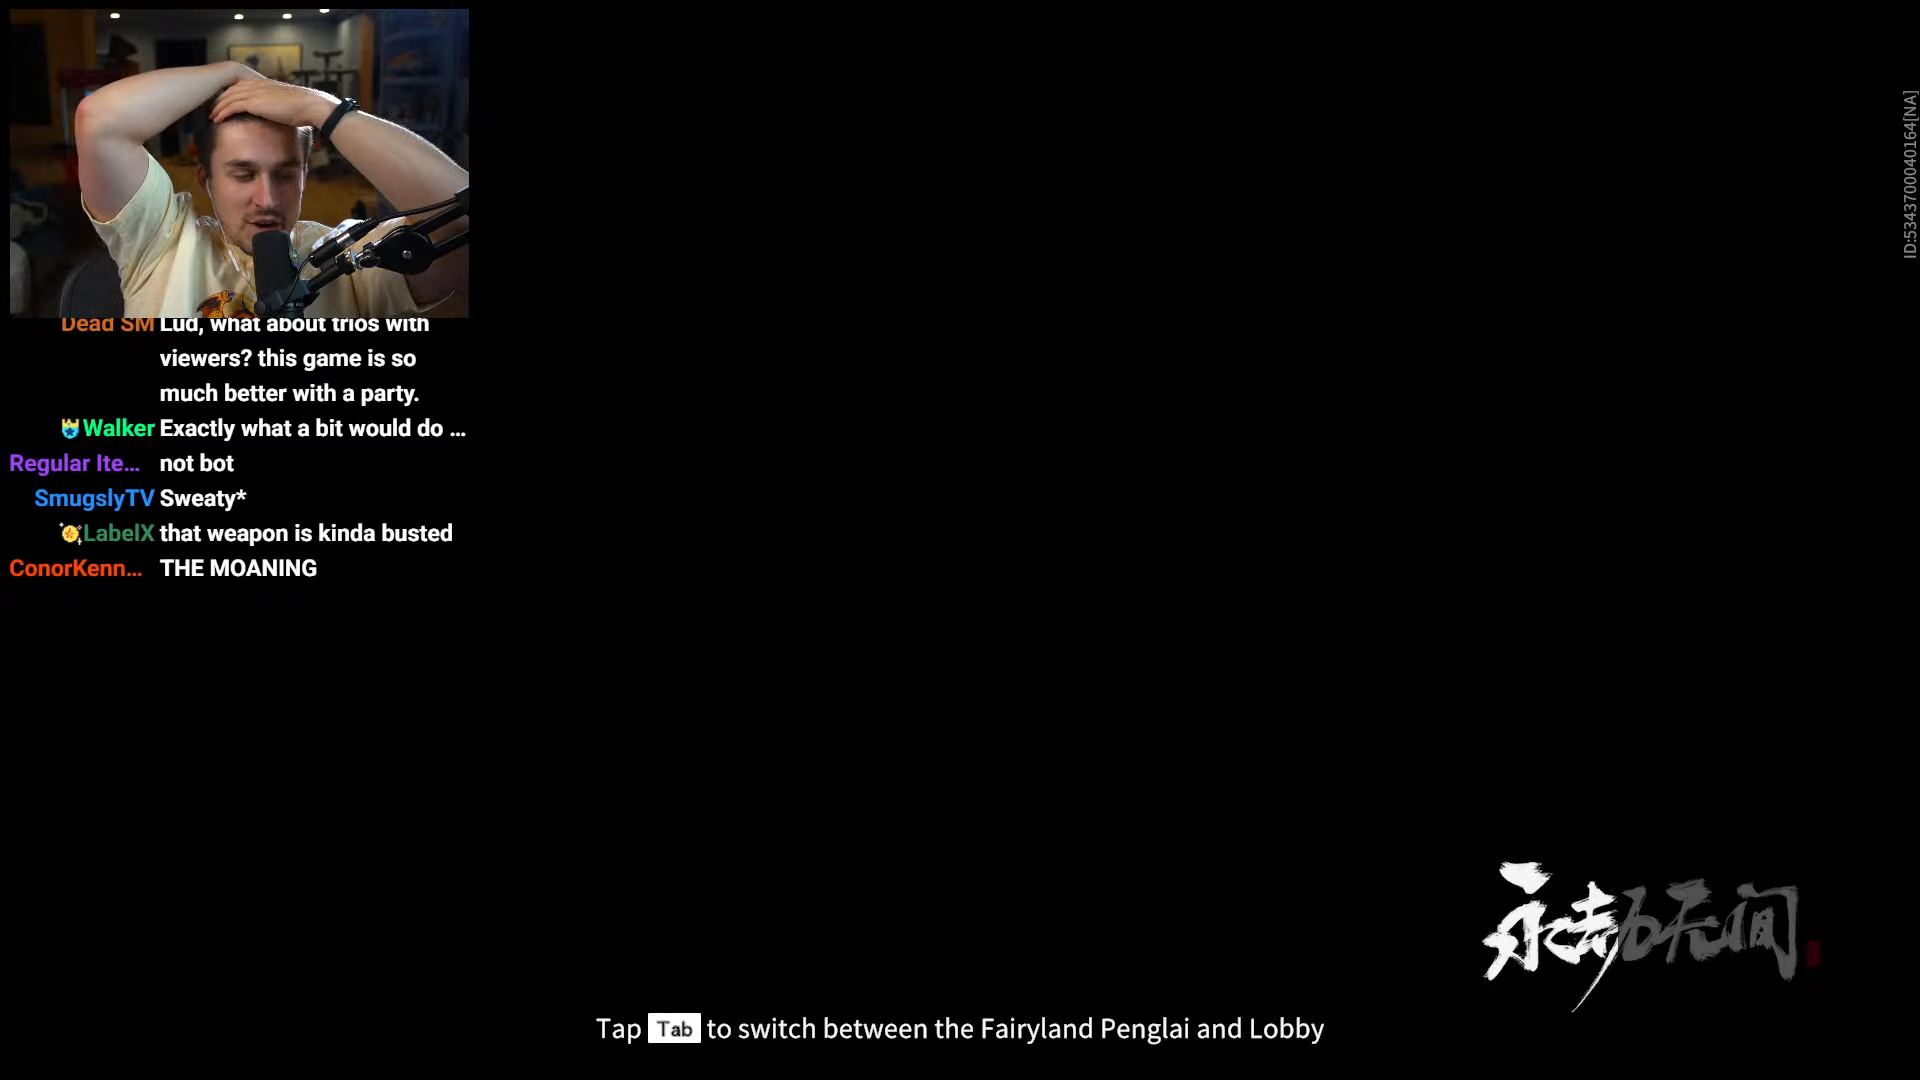 Dead SM Lud, what about trios with
viewers? this game is so
much better with a party.
Walker Exactly what a bit would do ...
Regular Ite... not bot
SmugslyTV Sweaty*
LabelX that weapon is kinda busted
ConorKenn... THE MOANING
ID:5343700040164[NA]
永劫无间
Tap Tab to switch between the Fairyland Penglai and Lobby